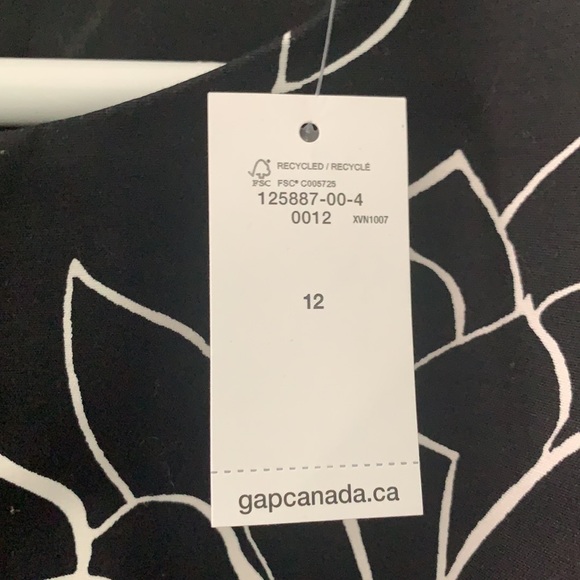 RECYCLED / RECYCLÉ
FSC FSC® C005725
125887-00-4
0012 XVN1007
12
gapcanada.ca